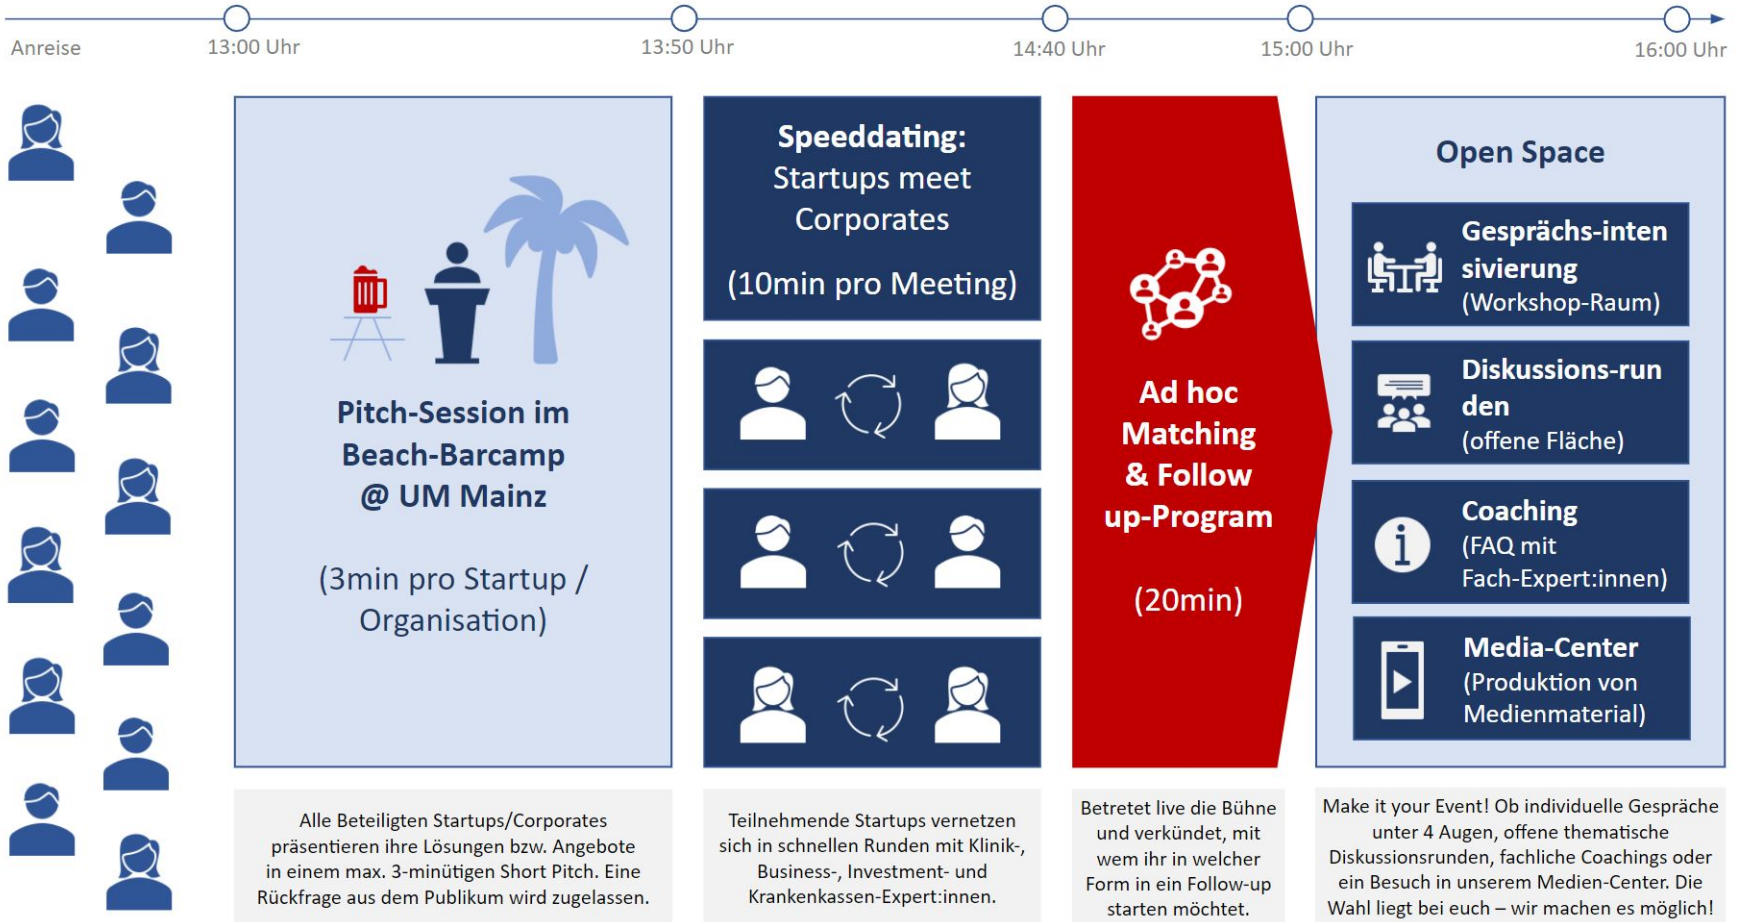 Anreise
13:00 Uhr
13:50 Uhr
14:40 Uhr
15:00 Uhr
16:00 Uhr
Pitch-Session im
Beach-Barcamp
@ UM Mainz
(3min pro Startup /
Organisation)
Alle Beteiligten Startups/Corporates
präsentieren ihre Lösungen bzw. Angebote
in einem max. 3-minütigen Short Pitch. Eine
Rückfrage aus dem Publikum wird zugelassen.
Speeddating:
Startups meet
Corporates
(10min pro Meeting)
Teilnehmende Startups vernetzen
sich in schnellen Runden mit Klinik-,
Business-, Investment- und
Krankenkassen-Expert:innen.
Ad hoc
Matching
& Follow
up-Program
(20min)
Betretet live die Bühne
und verkündet, mit
wem ihr in welcher
Form in ein Follow-up
starten möchtet.
Open Space
Gesprächs-inten
sivierung
(Workshop-Raum)
Diskussions-run
den
(offene Fläche)
Coaching
(FAQ mit
Fach-Expert:innen)
Media-Center
(Produktion von
Medienmaterial)
Make it your Event! Ob individuelle Gespräche
unter 4 Augen, offene thematische
Diskussionsrunden, fachliche Coachings oder
ein Besuch in unserem Medien-Center. Die
Wahl liegt bei euch – wir machen es möglich!